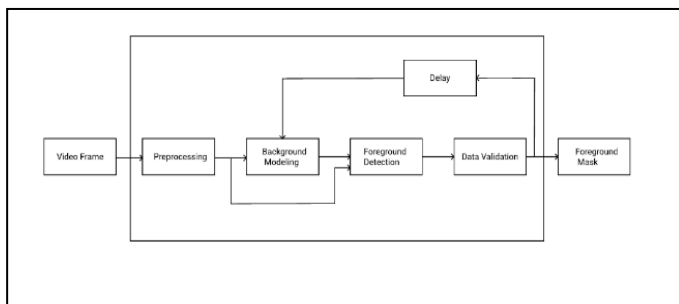 Delay
Video Frame
Preprocessing
Background
Modeling
Foreground
Detection
Data Validation
Foreground
Mask